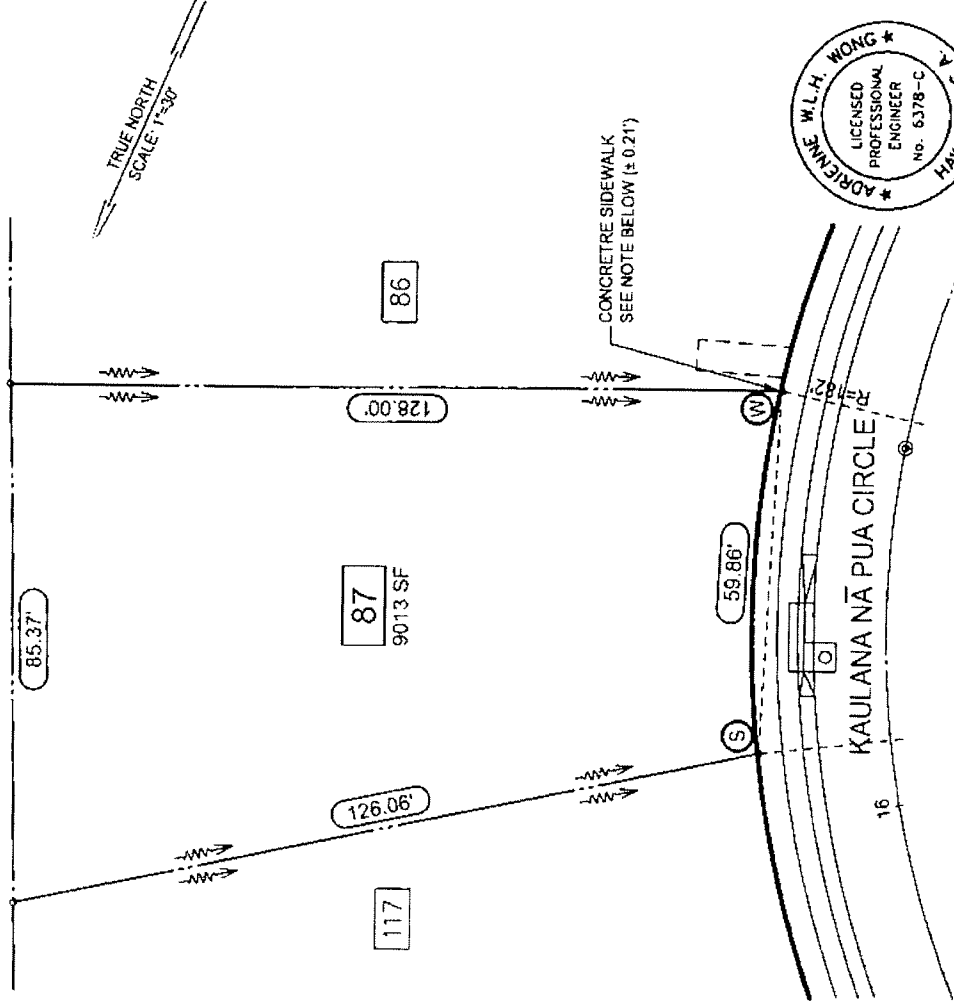 TRUE NORTH
SCALE: 1"=30'
85.37'
86
128.00'
CONCRETRE SIDEWALK
SEE NOTE BELOW (± 0.21')
ADRIENNE W.L.H. WONG
LICENSED
PROFESSIONAL
ENGINEER
No. 6378-C
87
9013 SF
W
R=182'
59.86'
S
126.06'
117
KAULANA NĀ PUA CIRCLE
16